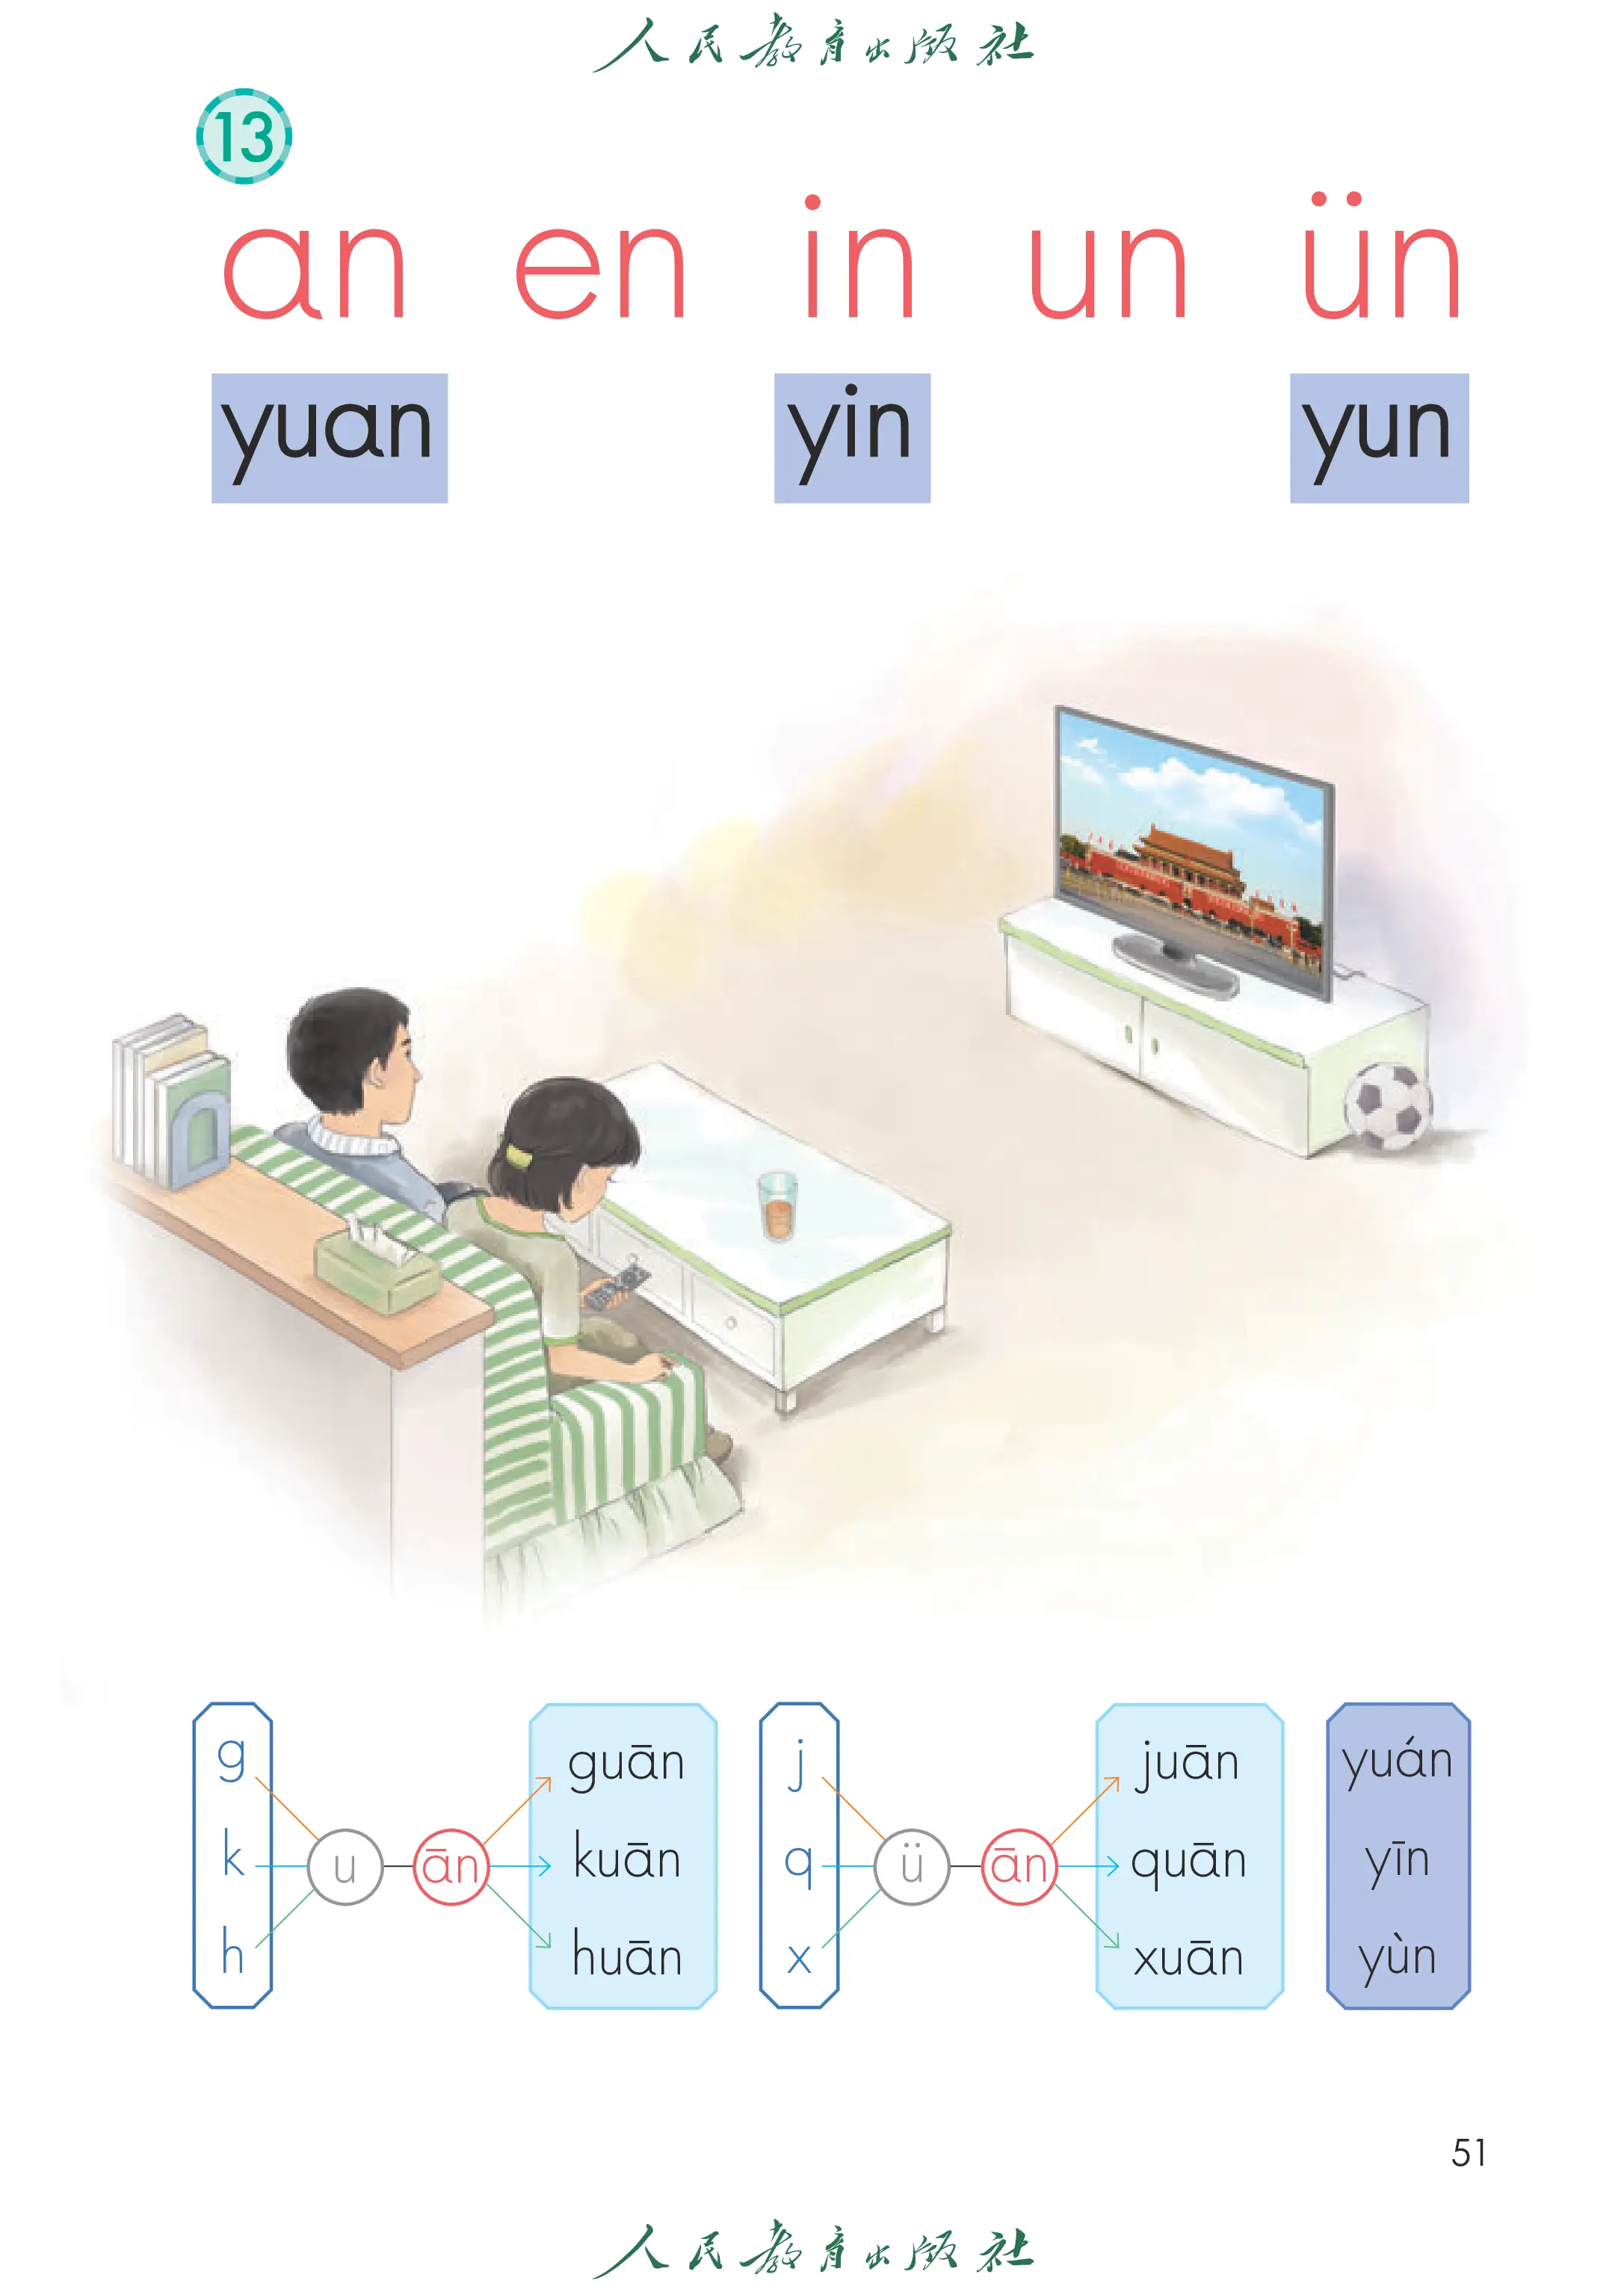 人民教育出版社
13
an en in un ün
yuan yin yun
g u ān guān j ü ān juān yuán
k kuān q quān yīn
h huān x xuān yùn
51
人民教育出版社